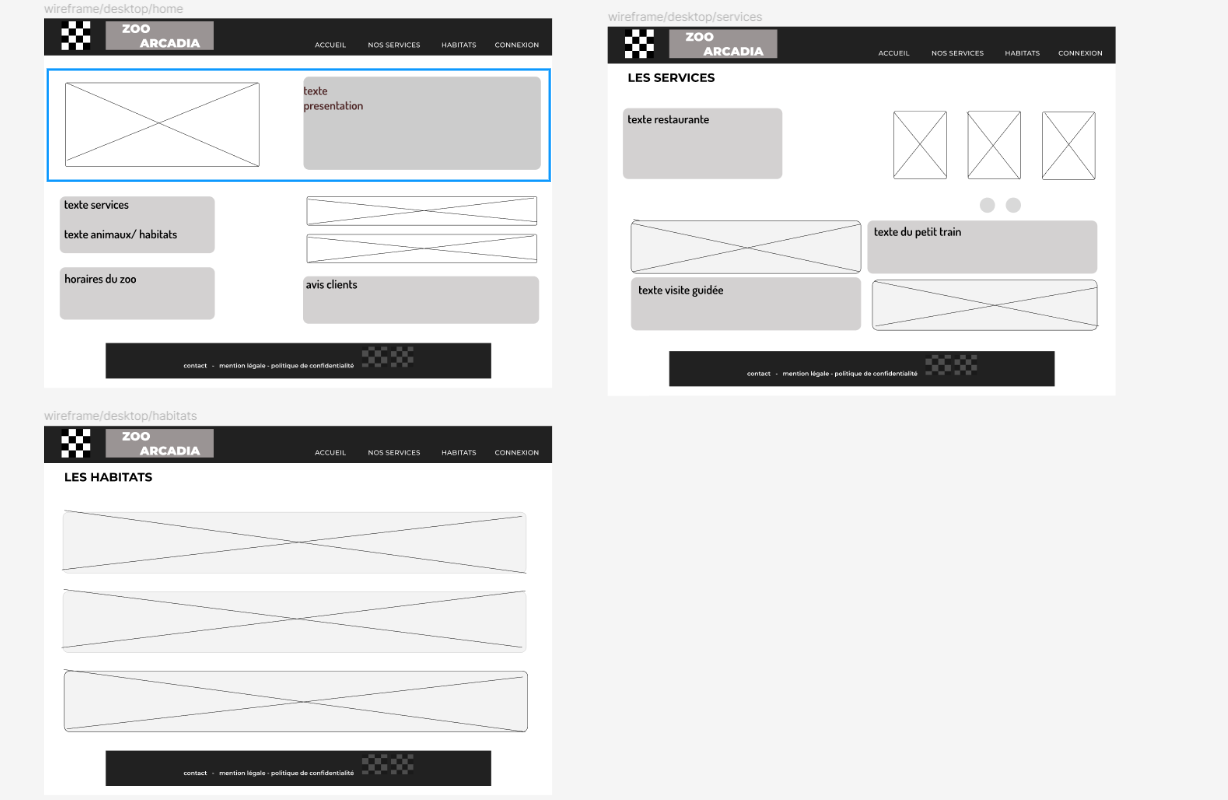 wireframe/desktop/home
ZOO
ARCADIA
ACCUEIL NOS SERVICES HABITATS CONNEXION
texte
presentation
texte services
texte animaux/ habitats
horaires du zoo
avis clients
contact - mention légale - politique de confidentialité
wireframe/desktop/services
ZOO
ARCADIA
ACCUEIL NOS SERVICES HABITATS CONNEXION
LES SERVICES
texte restaurante
texte du petit train
texte visite guidée
contact - mention légale - politique de confidentialité
wireframe/desktop/habitats
ZOO
ARCADIA
ACCUEIL NOS SERVICES HABITATS CONNEXION
LES HABITATS
contact - mention légale - politique de confidentialité